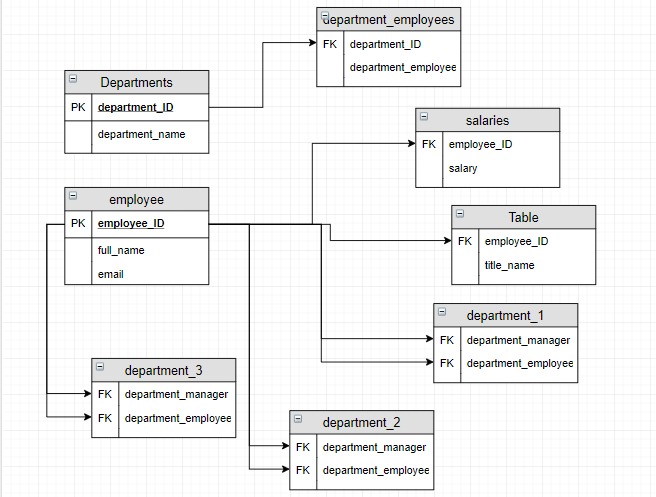 department_employees
FK department_ID
department_employee
Departments
PK department_ID
department_name
salaries
FK employee_ID
salary
employee
PK employee_ID
full_name
email
Table
FK employee_ID
title_name
department_1
FK department_manager
FK department_employee
department_3
FK department_manager
FK department_employee
department_2
FK department_manager
FK department_employee